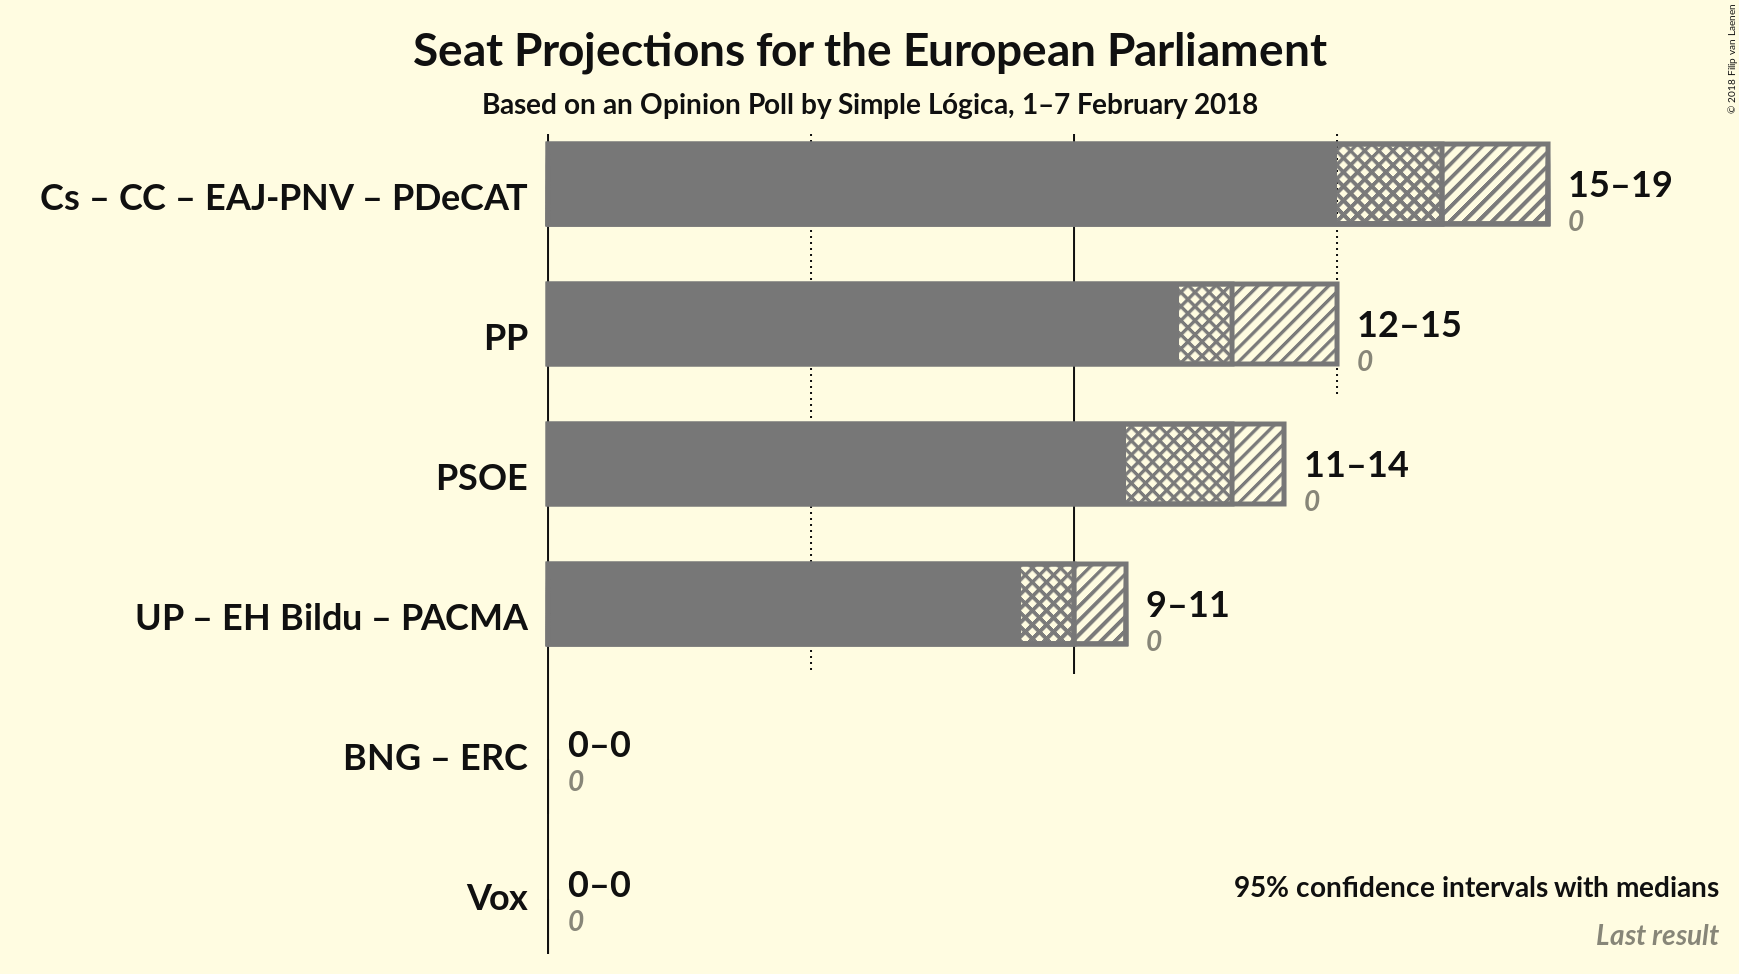 Seat Projections for the European Parliament
Based on an Opinion Poll by Simple Lógica, 1–7 February 2018
© 2018 Filip van Laenen
Cs – CC – EAJ-PNV – PDeCAT
15–19
0
PP
12–15
0
PSOE
11–14
0
UP – EH Bildu – PACMA
9–11
0
BNG – ERC
0–0
0
Vox
0–0
0
95% confidence intervals with medians
Last result